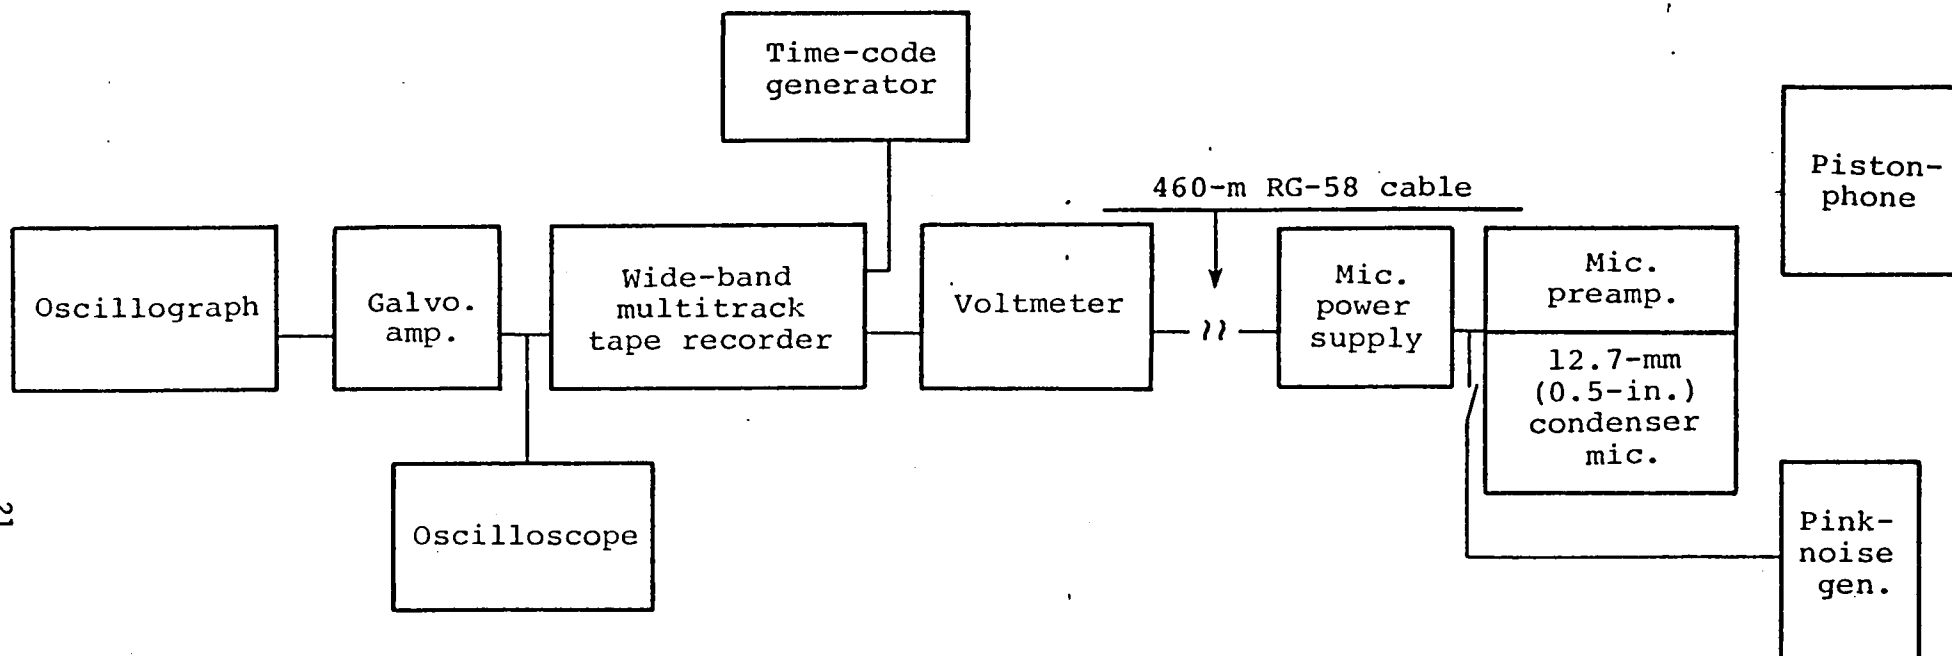 Time-code
generator
460-m RG-58 cable
Piston-
phone
Oscillograph
Galvo.
amp.
Wide-band
multitrack
tape recorder
Voltmeter
Mic.
power
supply
Mic.
preamp.
12.7-mm
(0.5-in.)
condenser
mic.
Oscilloscope
Pink-
noise
gen.
21